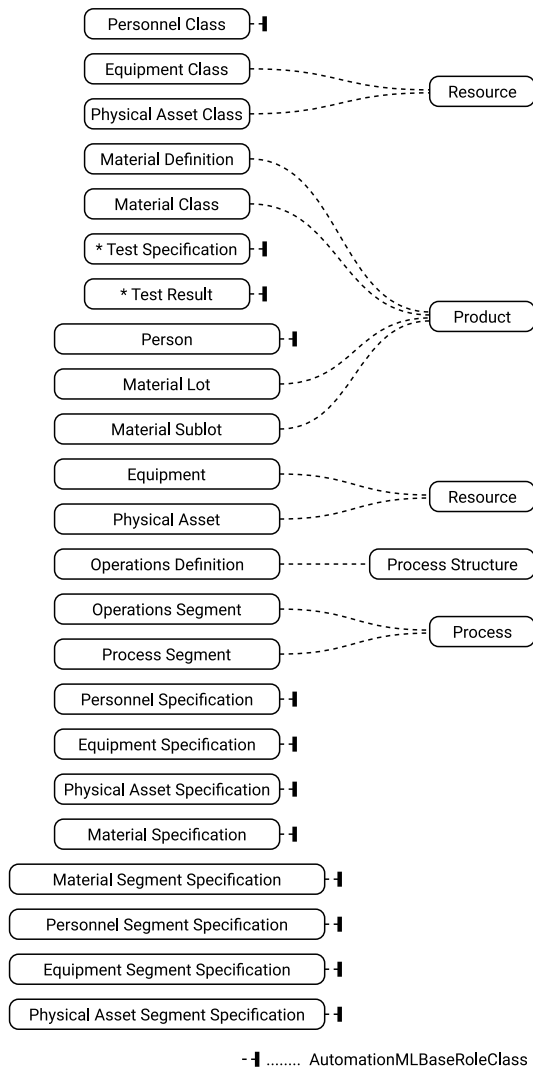 Personnel Class
Equipment Class
Resource
Physical Asset Class
Material Definition
Material Class
* Test Specification
* Test Result
Product
Person
Material Lot
Material Sublot
Equipment
Resource
Physical Asset
Operations Definition
Process Structure
Operations Segment
Process
Process Segment
Personnel Specification
Equipment Specification
Physical Asset Specification
Material Specification
Material Segment Specification
Personnel Segment Specification
Equipment Segment Specification
Physical Asset Segment Specification
........ AutomationMLBaseRoleClass